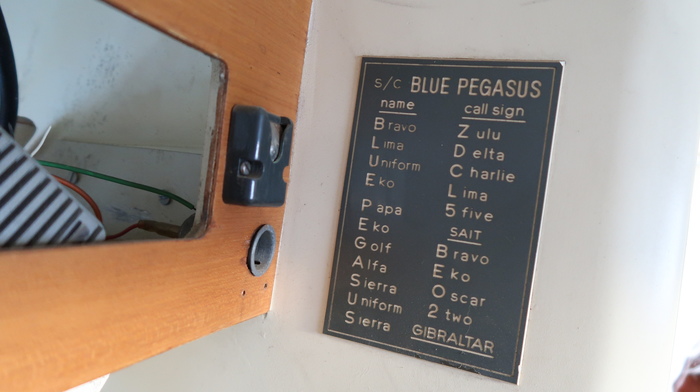 s/c BLUE PEGASUS
name
Bravo
Lima
Uniform
Eko
Papa
Eko
Golf
Alfa
Sierra
Uniform
Sierra
call sign
Zulu
Delta
Charlie
Lima
5 five
SAIT
Bravo
Eko
Oscar
2 two
GIBRALTAR